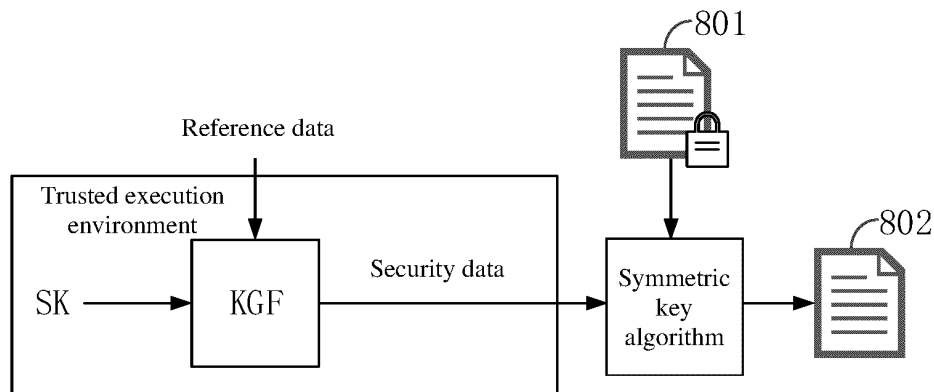 801
Reference data
Trusted execution
environment
802
Security data
SK
KGF
Symmetric
key
algorithm